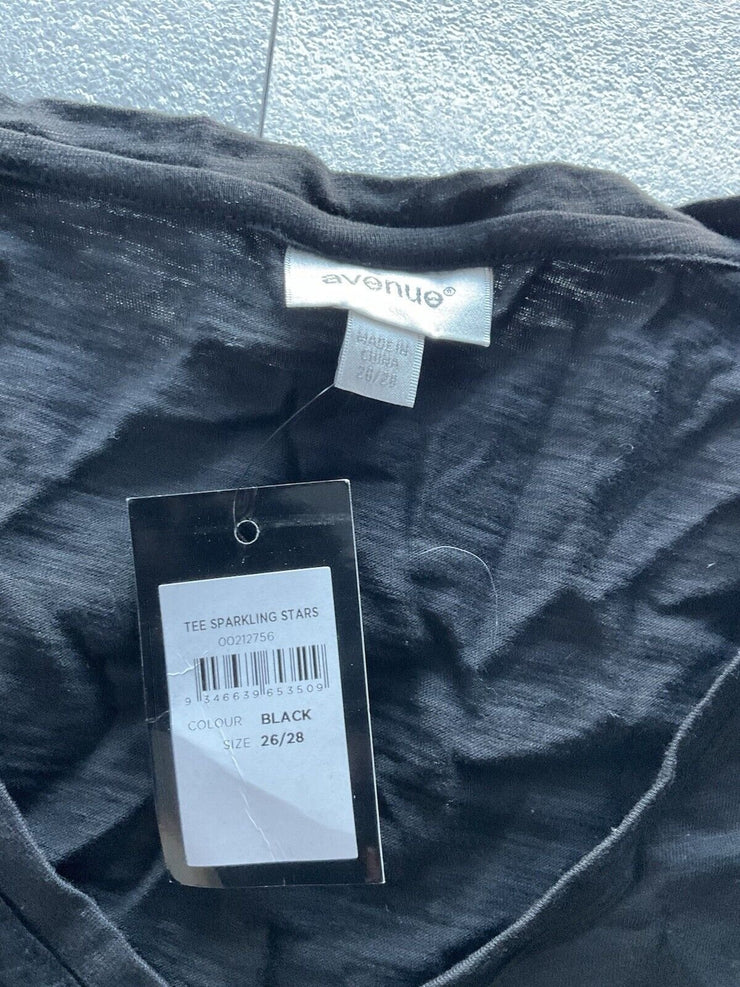 avenue®
MADE IN
CHINA
26/28
TEE SPARKLING STARS
00212756
9 346639 653509
COLOUR BLACK
SIZE 26/28